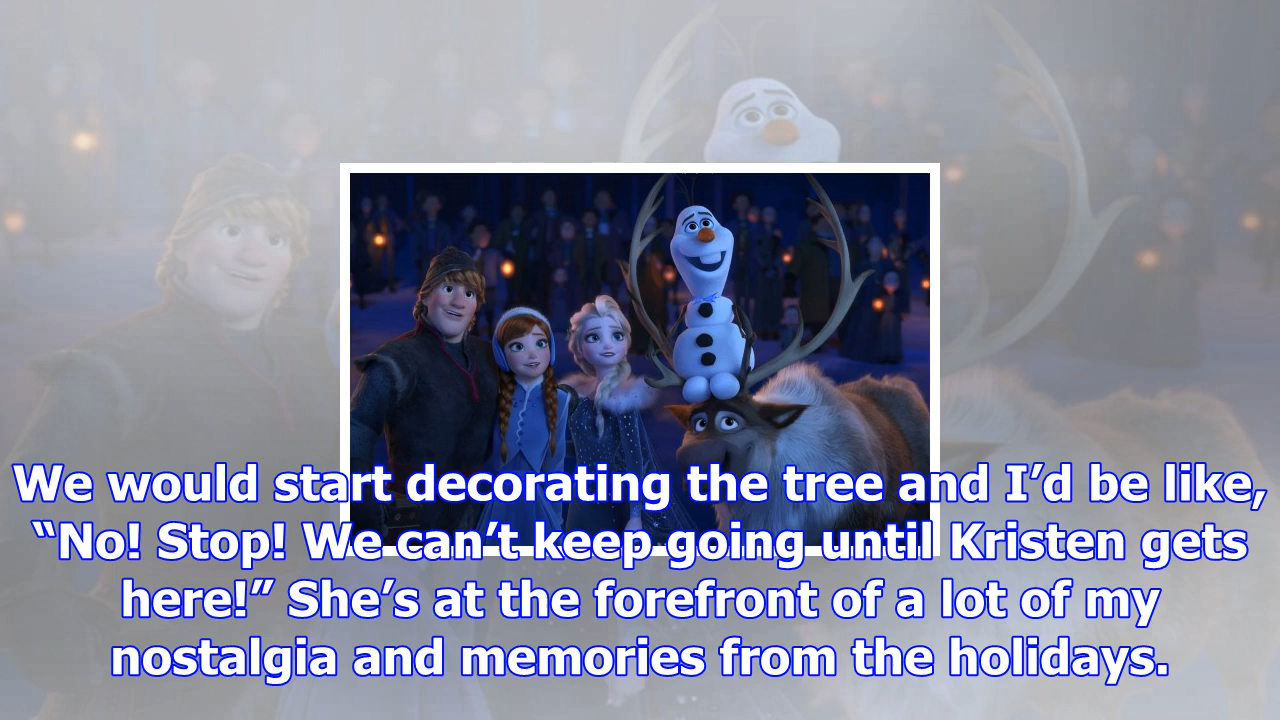 We would start decorating the tree and I’d be like,
“No! Stop! We can’t keep going until Kristen gets
here!” She’s at the forefront of a lot of my
nostalgia and memories from the holidays.